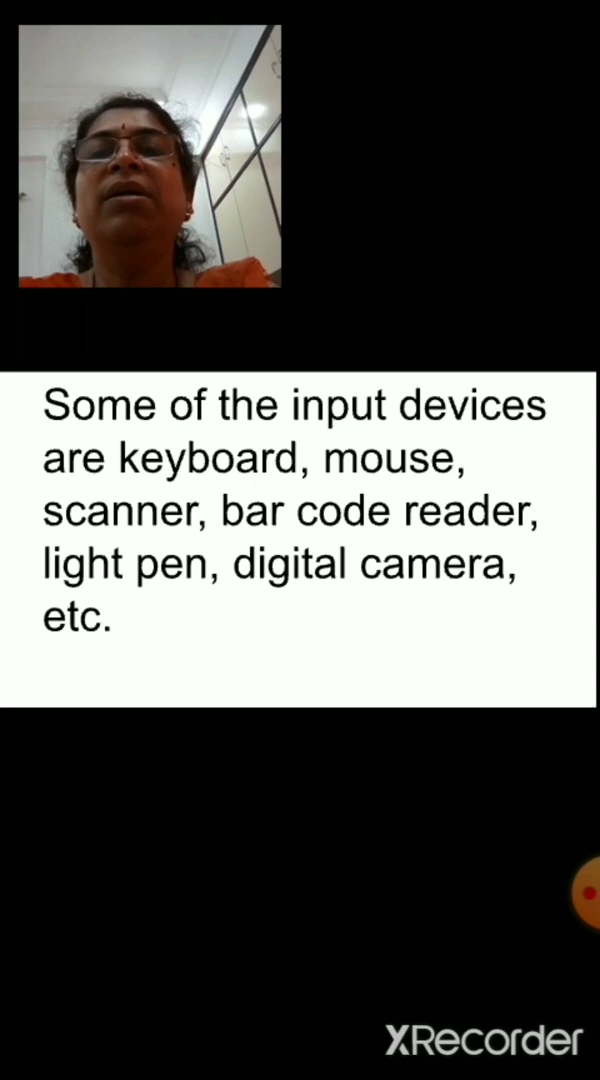 Some of the input devices
are keyboard, mouse,
scanner, bar code reader,
light pen, digital camera,
etc.
XRecorder